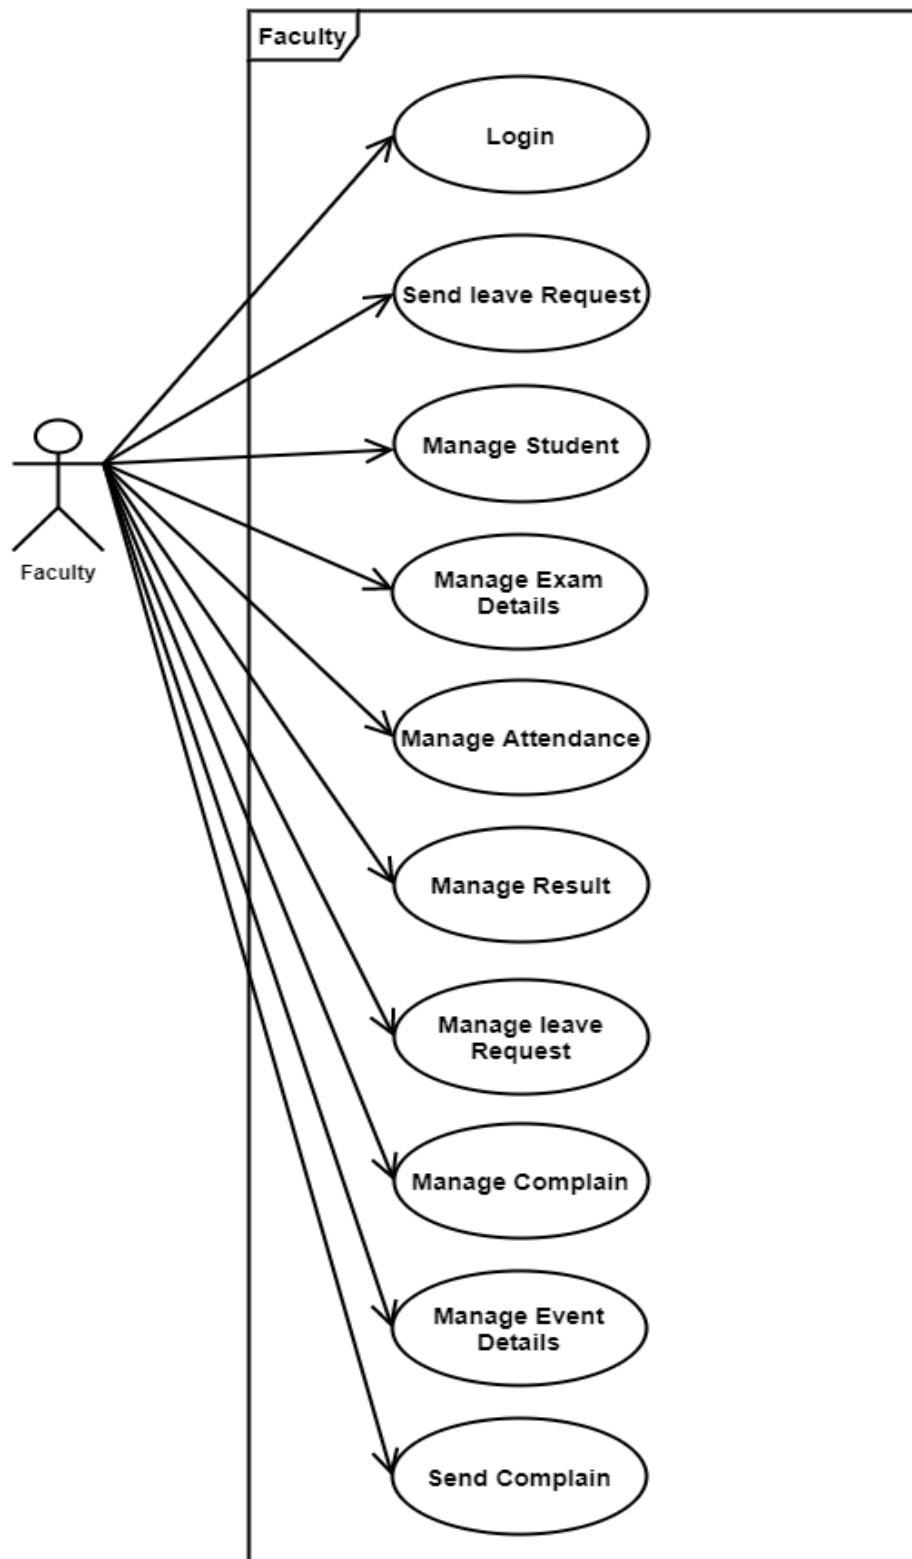 Faculty
Login
Send leave Request
Manage Student
Faculty
Manage Exam
Details
Manage Attendance
Manage Result
Manage leave
Request
Manage Complain
Manage Event
Details
Send Complain